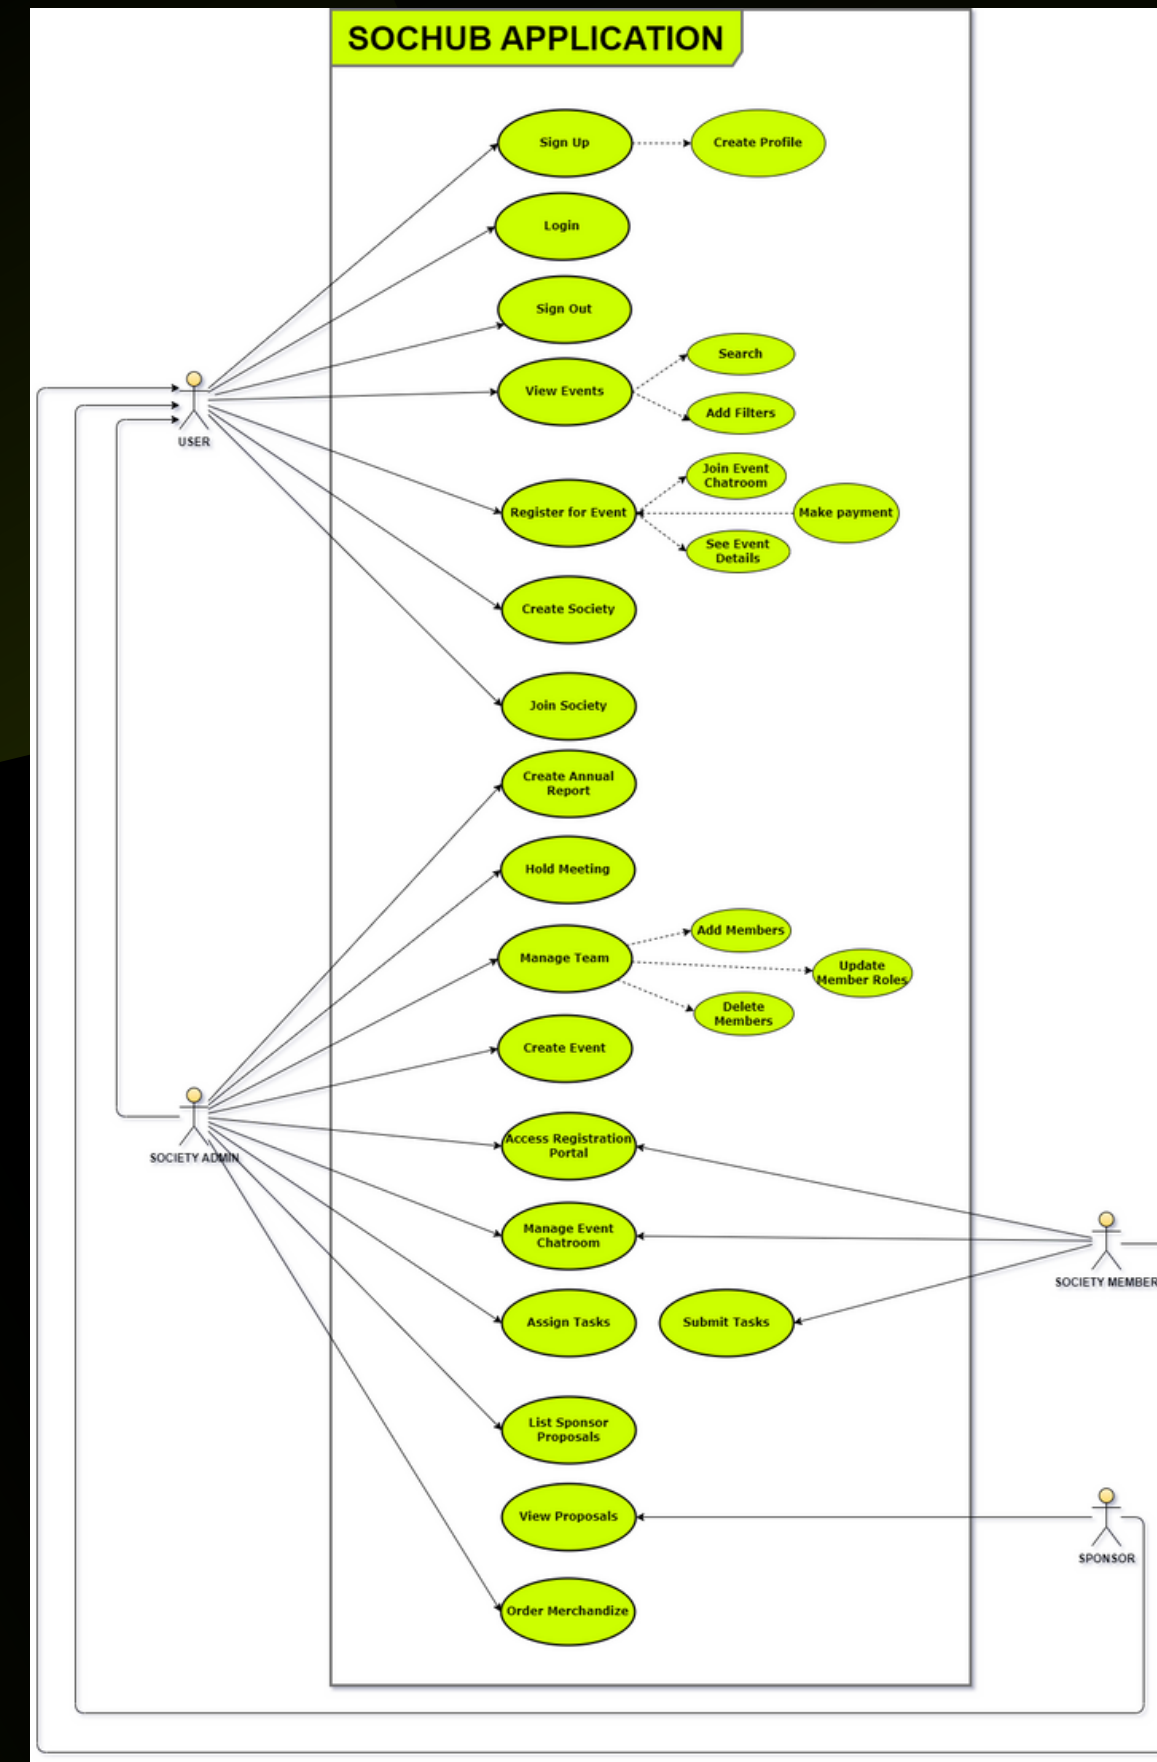 SOCHUB APPLICATION
Sign Up
Create Profile
Login
Sign Out
Search
View Events
Add Filters
USER
Join Event
Chatroom
Register for Event
Make payment
See Event
Details
Create Society
Join Society
Create Annual
Report
Hold Meeting
Add Members
Manage Team
Update
Member Roles
Delete
Members
Create Event
Access Registration
Portal
SOCIETY ADMIN
Manage Event
Chatroom
SOCIETY MEMBER
Assign Tasks
Submit Tasks
List Sponsor
Proposals
View Proposals
SPONSOR
Order Merchandize